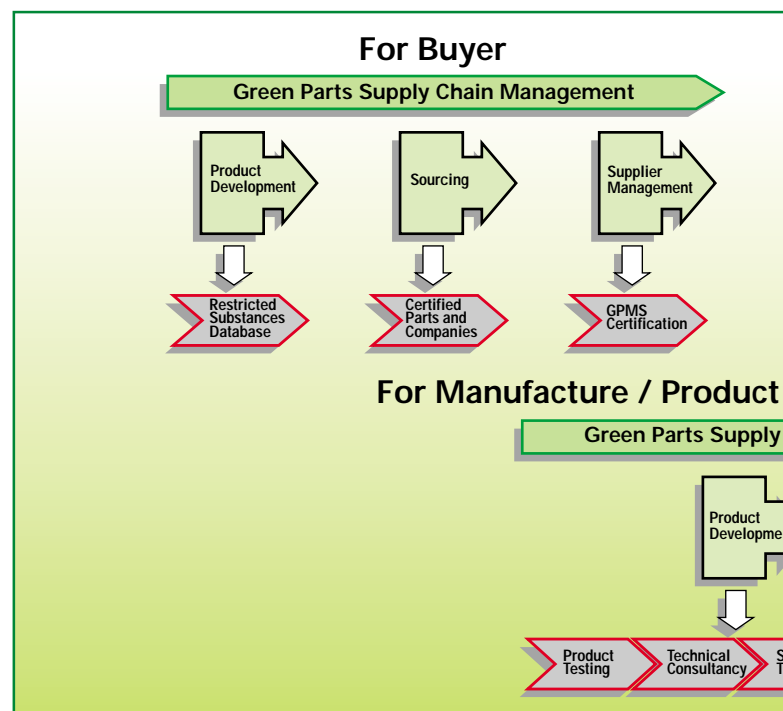 For Buyer
Green Parts Supply Chain Management
Product
Development
Sourcing
Supplier
Management
Restricted
Substances
Database
Certified
Parts and
Companies
GPMS
Certification
For Manufacture / Product
Green Parts Supply
Product
Developme
Product
Testing
Technical
Consultancy